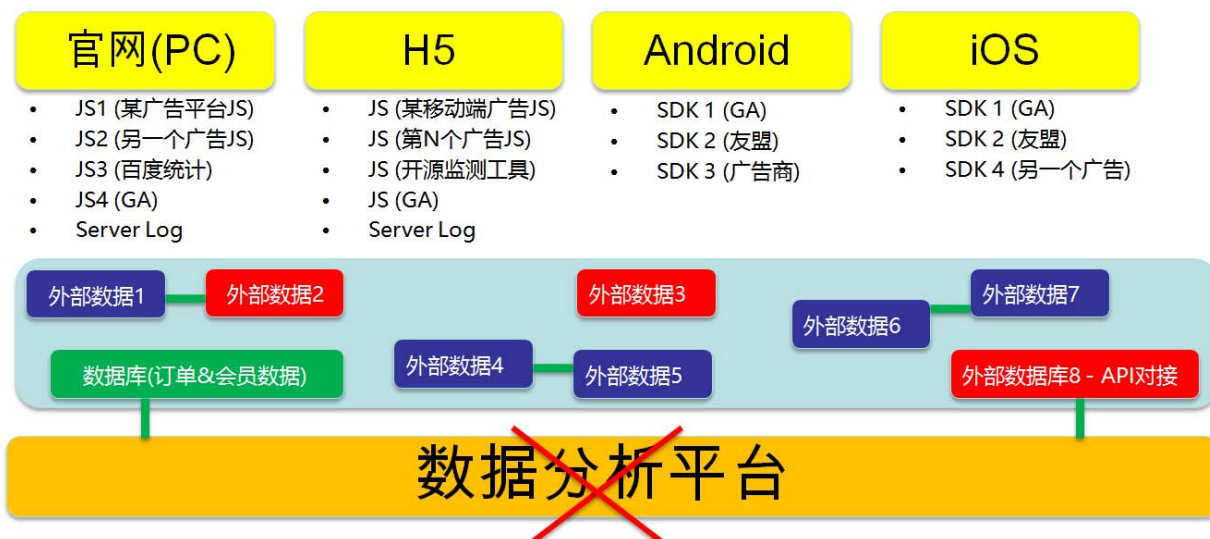 官网(PC)
H5
Android
iOS
• JS1 (某广告平台JS)
• JS2 (另一个广告JS)
• JS3 (百度统计)
• JS4 (GA)
• Server Log
• JS (某移动端广告JS)
• JS (第N个广告JS)
• JS (开源监测工具)
• JS (GA)
• Server Log
• SDK 1 (GA)
• SDK 2 (友盟)
• SDK 3 (广告商)
• SDK 1 (GA)
• SDK 2 (友盟)
• SDK 4 (另一个广告)
外部数据1
外部数据2
外部数据3
外部数据7
外部数据6
数据库(订单&会员数据)
外部数据4
外部数据5
外部数据库8 - API对接
数据分析平台